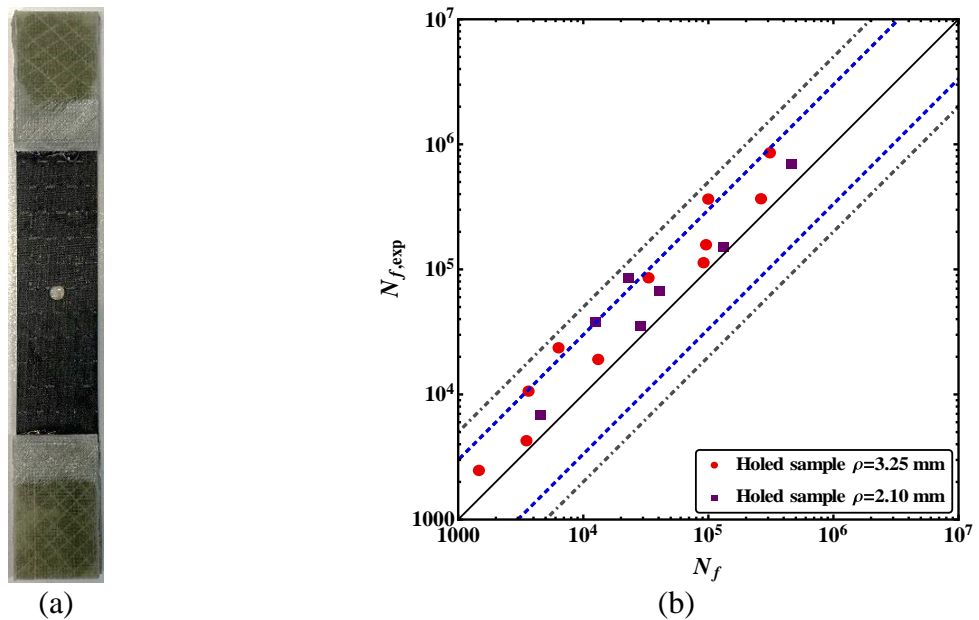 10⁷
10⁶
10⁵
10⁴
1000
N_{f,exp}
Holed sample ρ=3.25 mm
Holed sample ρ=2.10 mm
1000 10⁴ 10⁵ 10⁶ 10⁷
N_f
(a) (b)